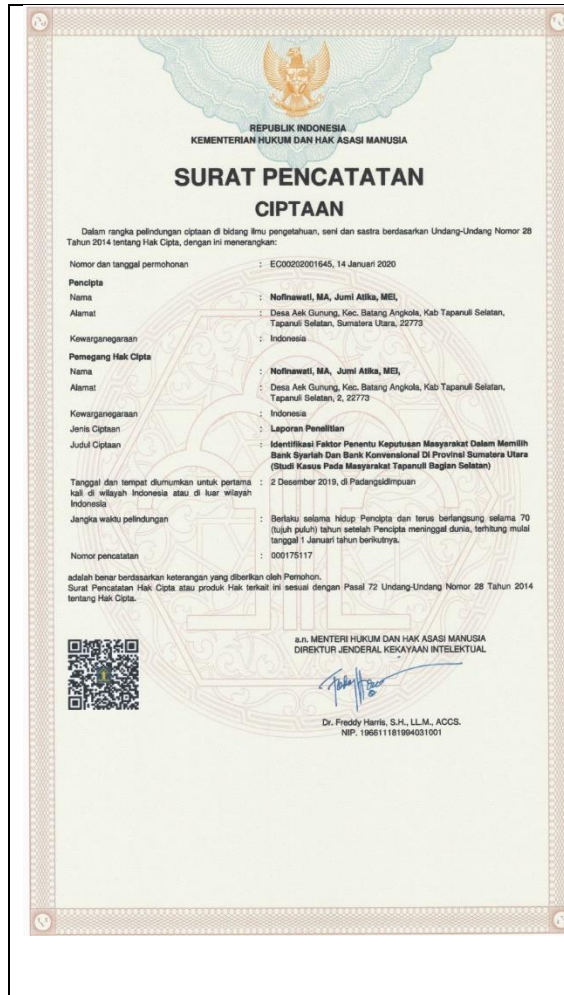 REPUBLIK INDONESIA
KEMENTERIAN HUKUM DAN HAK ASASI MANUSIA
SURAT PENCATATAN
CIPTAAN
Dalam rangka pelindungan ciptaan di bidang ilmu pengetahuan, seni dan sastra berdasarkan Undang-Undang Nomor 28
Tahun 2014 tentang Hak Cipta, dengan ini menerangkan:
Nomor dan tanggal permohonan : EC00202001645, 14 Januari 2020
Pencipta
Nama : Nofinawati, MA, Jumi Atika, MEI,
Alamat : Desa Aek Gunung, Kec. Batang Angkola, Kab Tapanuli Selatan,
Tapanuli Selatan, Sumatera Utara, 22773
Kewarganegaraan : Indonesia
Pemegang Hak Cipta
Nama : Nofinawati, MA, Jumi Atika, MEI,
Alamat : Desa Aek Gunung, Kec. Batang Angkola, Kab Tapanuli Selatan,
Tapanuli Selatan, 2, 22773
Kewarganegaraan : Indonesia
Jenis Ciptaan : Laporan Penelitian
Judul Ciptaan : Identifikasi Faktor Penentu Keputusan Masyarakat Dalam Memilih
Bank Syariah Dan Bank Konvensional Di Provinsi Sumatera Utara
(Studi Kasus Pada Masyarakat Tapanuli Bagian Selatan)
Tanggal dan tempat diumumkan untuk pertama : 2 Desember 2019, di Padangsidimpuan
kali di wilayah Indonesia atau di luar wilayah
Indonesia
Jangka waktu pelindungan : Berlaku selama hidup Pencipta dan terus berlangsung selama 70
(tujuh puluh) tahun setelah Pencipta meninggal dunia, terhitung mulai
tanggal 1 Januari tahun berikutnya.
Nomor pencatatan : 000175117
adalah benar berdasarkan keterangan yang diberikan oleh Pemohon.
Surat Pencatatan Hak Cipta atau produk Hak terkait ini sesuai dengan Pasal 72 Undang-Undang Nomor 28 Tahun 2014
tentang Hak Cipta.
a.n. MENTERI HUKUM DAN HAK ASASI MANUSIA
DIREKTUR JENDERAL KEKAYAAN INTELEKTUAL
Dr. Freddy Harris, S.H., LL.M., ACCS.
NIP. 196611181994031001